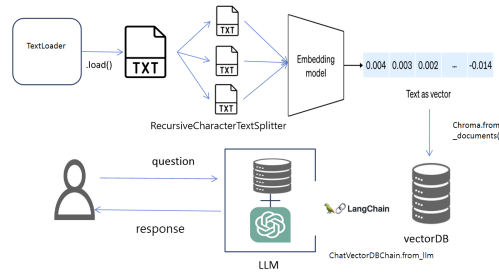 TextLoader
.load()
TXT
TXT
TXT
TXT
RecursiveCharacterTextSplitter
Embedding
model
0.004 0.003 0.002 ... -0.014
Text as vector
Chroma.from
_documents(
vectorDB
question
response
LLM
LangChain
ChatVectorDBChain.from_llm